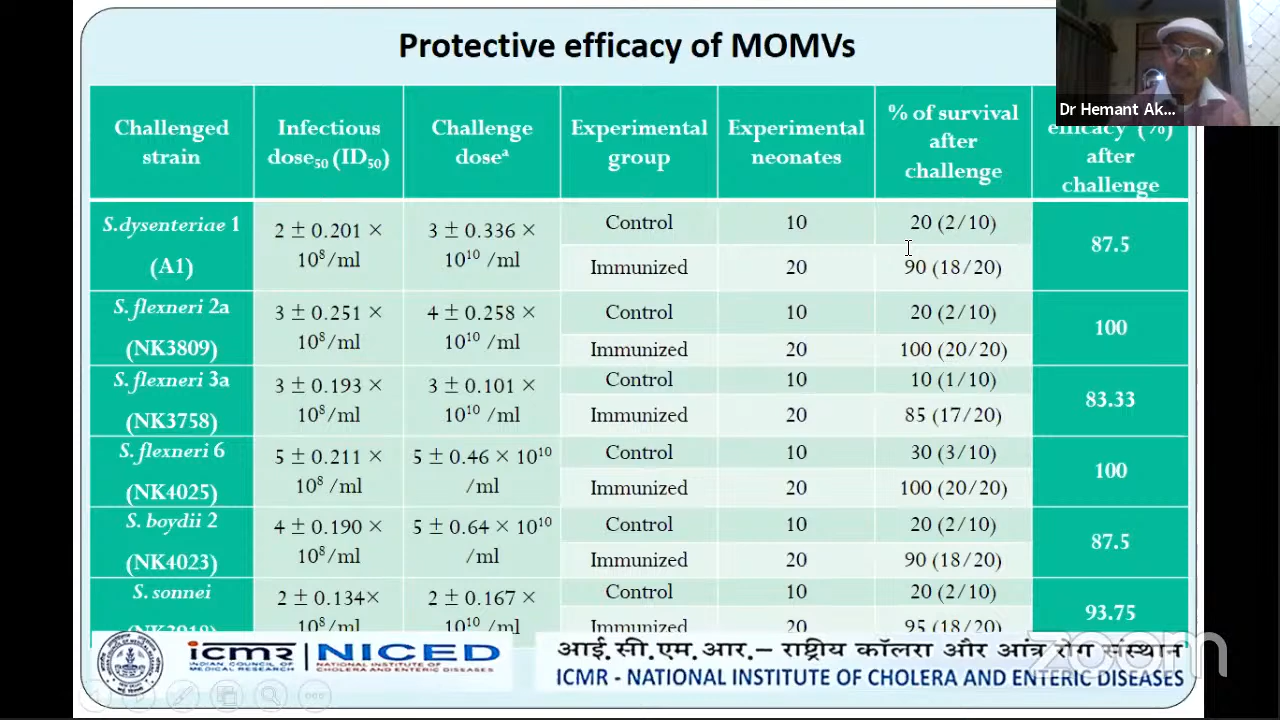 Protective efficacy of MOMVs
Dr Hemant Ak...
Challenged strain
Infectious dose₅₀ (ID₅₀)
Challenge doseᵃ
Experimental group
Experimental neonates
% of survival after challenge
efficacy (%) after challenge
S.dysenteriae 1 (A1)
2 ± 0.201 × 10⁸/ml
3 ± 0.336 × 10¹⁰ /ml
Control
10
20 (2/10)
87.5
Immunized
20
90 (18/20)
S. flexneri 2a (NK3809)
3 ± 0.251 × 10⁸/ml
4 ± 0.258 × 10¹⁰ /ml
Control
10
20 (2/10)
100
Immunized
20
100 (20/20)
S. flexneri 3a (NK3758)
3 ± 0.193 × 10⁸/ml
3 ± 0.101 × 10¹⁰ /ml
Control
10
10 (1/10)
83.33
Immunized
20
85 (17/20)
S. flexneri 6 (NK4025)
5 ± 0.211 × 10⁸ /ml
5 ± 0.46 × 10¹⁰ /ml
Control
10
30 (3/10)
100
Immunized
20
100 (20/20)
S. boydii 2 (NK4023)
4 ± 0.190 × 10⁸/ml
5 ± 0.64 × 10¹⁰ /ml
Control
10
20 (2/10)
87.5
Immunized
20
90 (18/20)
S. sonnei
2 ± 0.134× 10⁸/ml
2 ± 0.167 × 10¹⁰ /ml
Control
10
20 (2/10)
93.75
Immunized
20
95 (18/20)
icmr
INDIAN COUNCIL OF MEDICAL RESEARCH
NICED
NATIONAL INSTITUTE OF CHOLERA AND ENTERIC DISEASES
आई.सी.एम.आर.– राष्ट्रीय कॉलरा और आंत्र रोग संस्थान
ICMR - NATIONAL INSTITUTE OF CHOLERA AND ENTERIC DISEASES
zoom